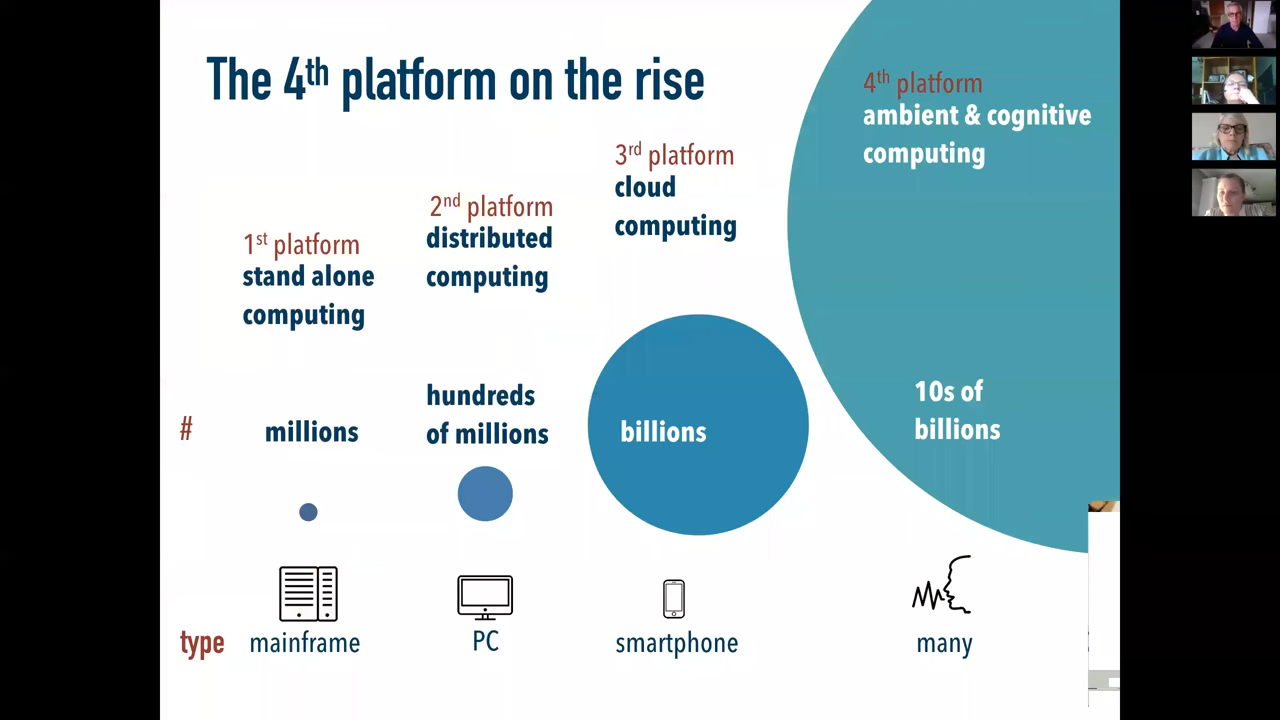 The 4th platform on the rise
1st platform
stand alone
computing
2nd platform
distributed
computing
3rd platform
cloud
computing
4th platform
ambient & cognitive
computing
#
millions
hundreds
of millions
billions
10s of
billions
type
mainframe
PC
smartphone
many